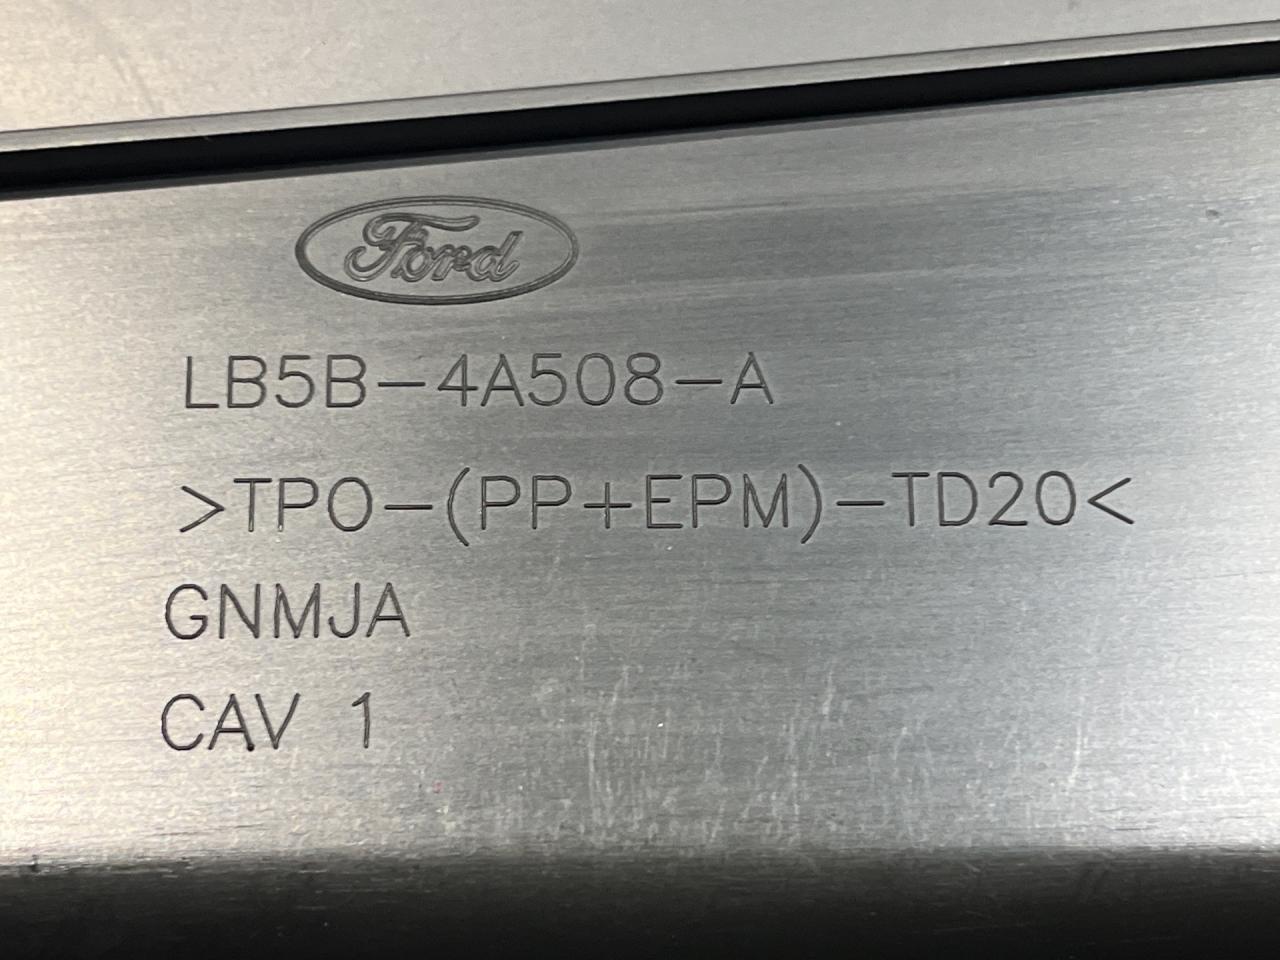 Ford
LB5B-4A508-A
>TPO-(PP+EPM)-TD20<
GNMJA
CAV 1